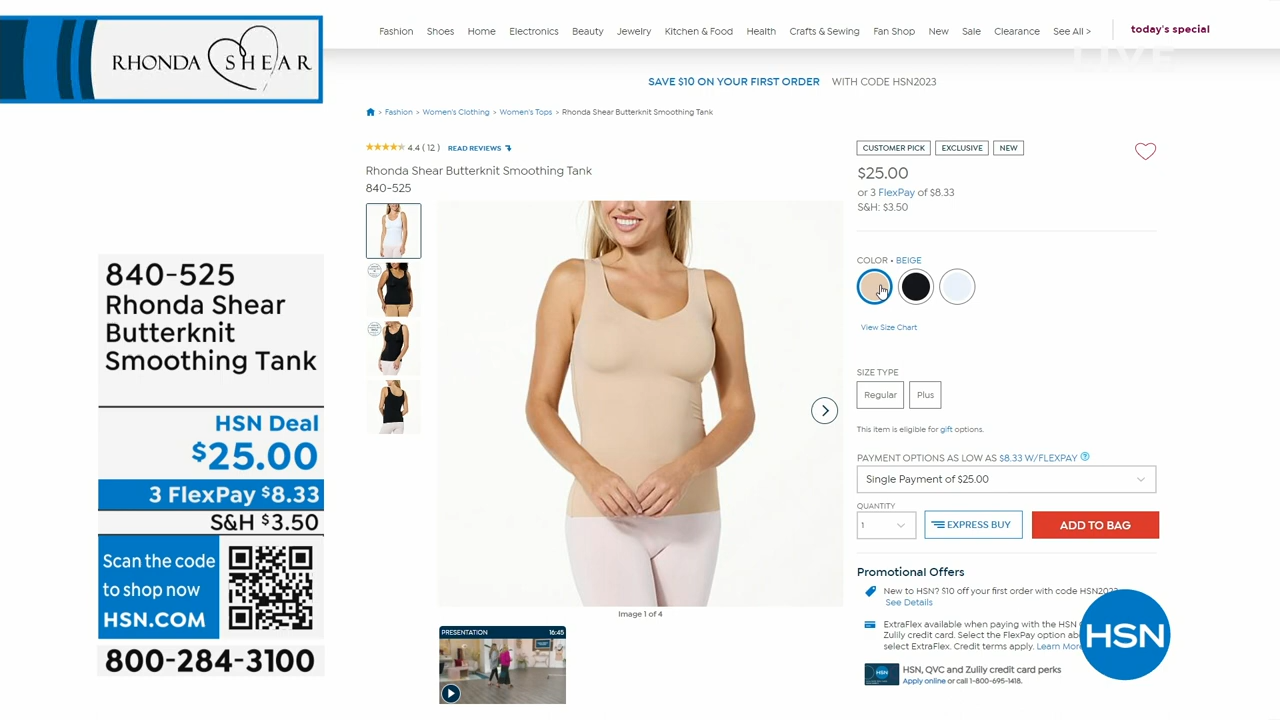 RHONDA SHEAR
Fashion Shoes Home Electronics Beauty Jewelry Kitchen & Food Health Crafts & Sewing Fan Shop New Sale Clearance See All > today's special
LIVE
SAVE $10 ON YOUR FIRST ORDER WITH CODE HSN2023
> Fashion > Women's Clothing > Women's Tops > Rhonda Shear Butterknit Smoothing Tank
4.4 ( 12 ) READ REVIEWS
Rhonda Shear Butterknit Smoothing Tank
840-525
CUSTOMER PICK EXCLUSIVE NEW
$25.00
or 3 FlexPay of $8.33
S&H: $3.50
COLOR • BEIGE
View Size Chart
SIZE TYPE
Regular Plus
This item is eligible for gift options.
PAYMENT OPTIONS AS LOW AS $8.33 W/FLEXPAY
Single Payment of $25.00
QUANTITY
1 EXPRESS BUY ADD TO BAG
Promotional Offers
New to HSN? $10 off your first order with code HSN2023
See Details
ExtraFlex available when paying with the HSN
Zulily credit card. Select the FlexPay option
select ExtraFlex. Credit terms apply. Learn More
HSN, QVC and Zulily credit card perks
Apply online or call 1-800-695-1418.
Image 1 of 4
PRESENTATION 16:45
840-525
Rhonda Shear
Butterknit
Smoothing Tank
HSN Deal
$25.00
3 FlexPay $8.33
S&H $3.50
Scan the code
to shop now
HSN.COM
800-284-3100
HSN